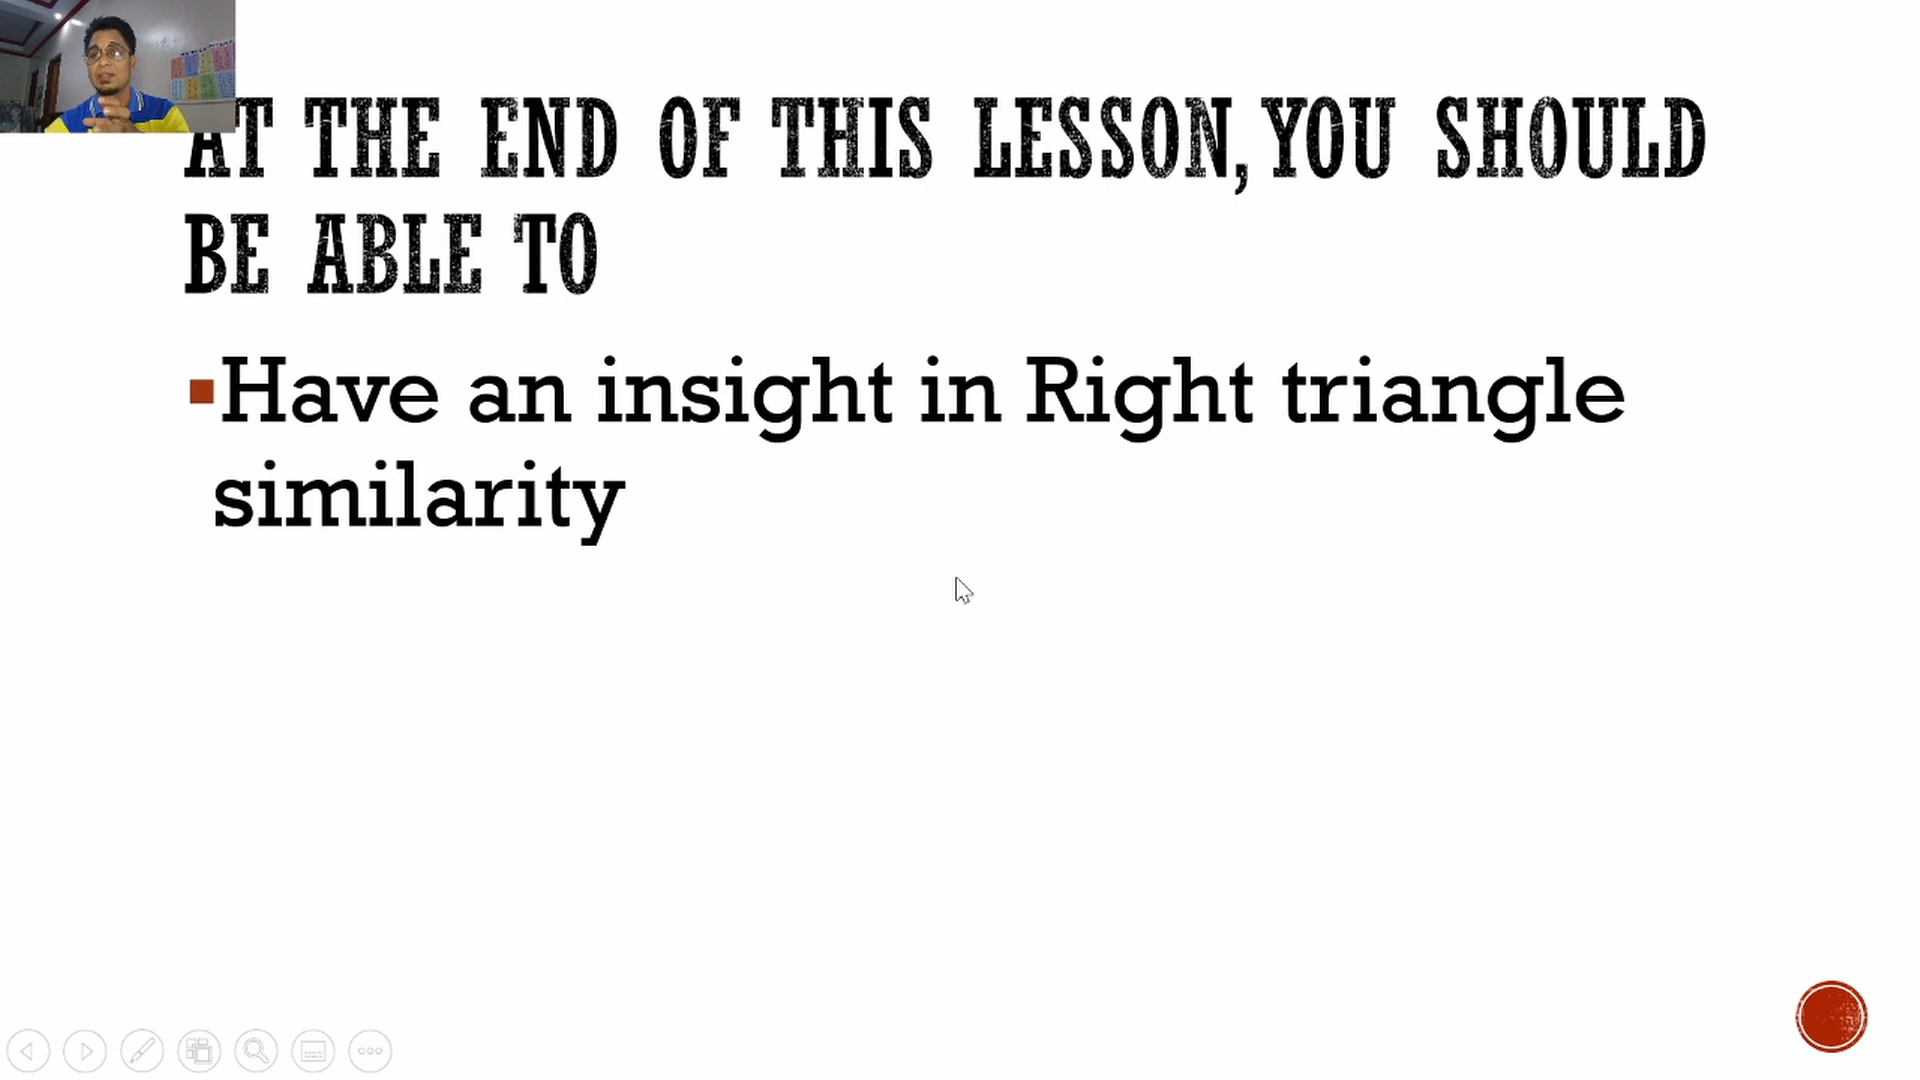 AT THE END OF THIS LESSON, YOU SHOULD
BE ABLE TO
▪Have an insight in Right triangle
similarity